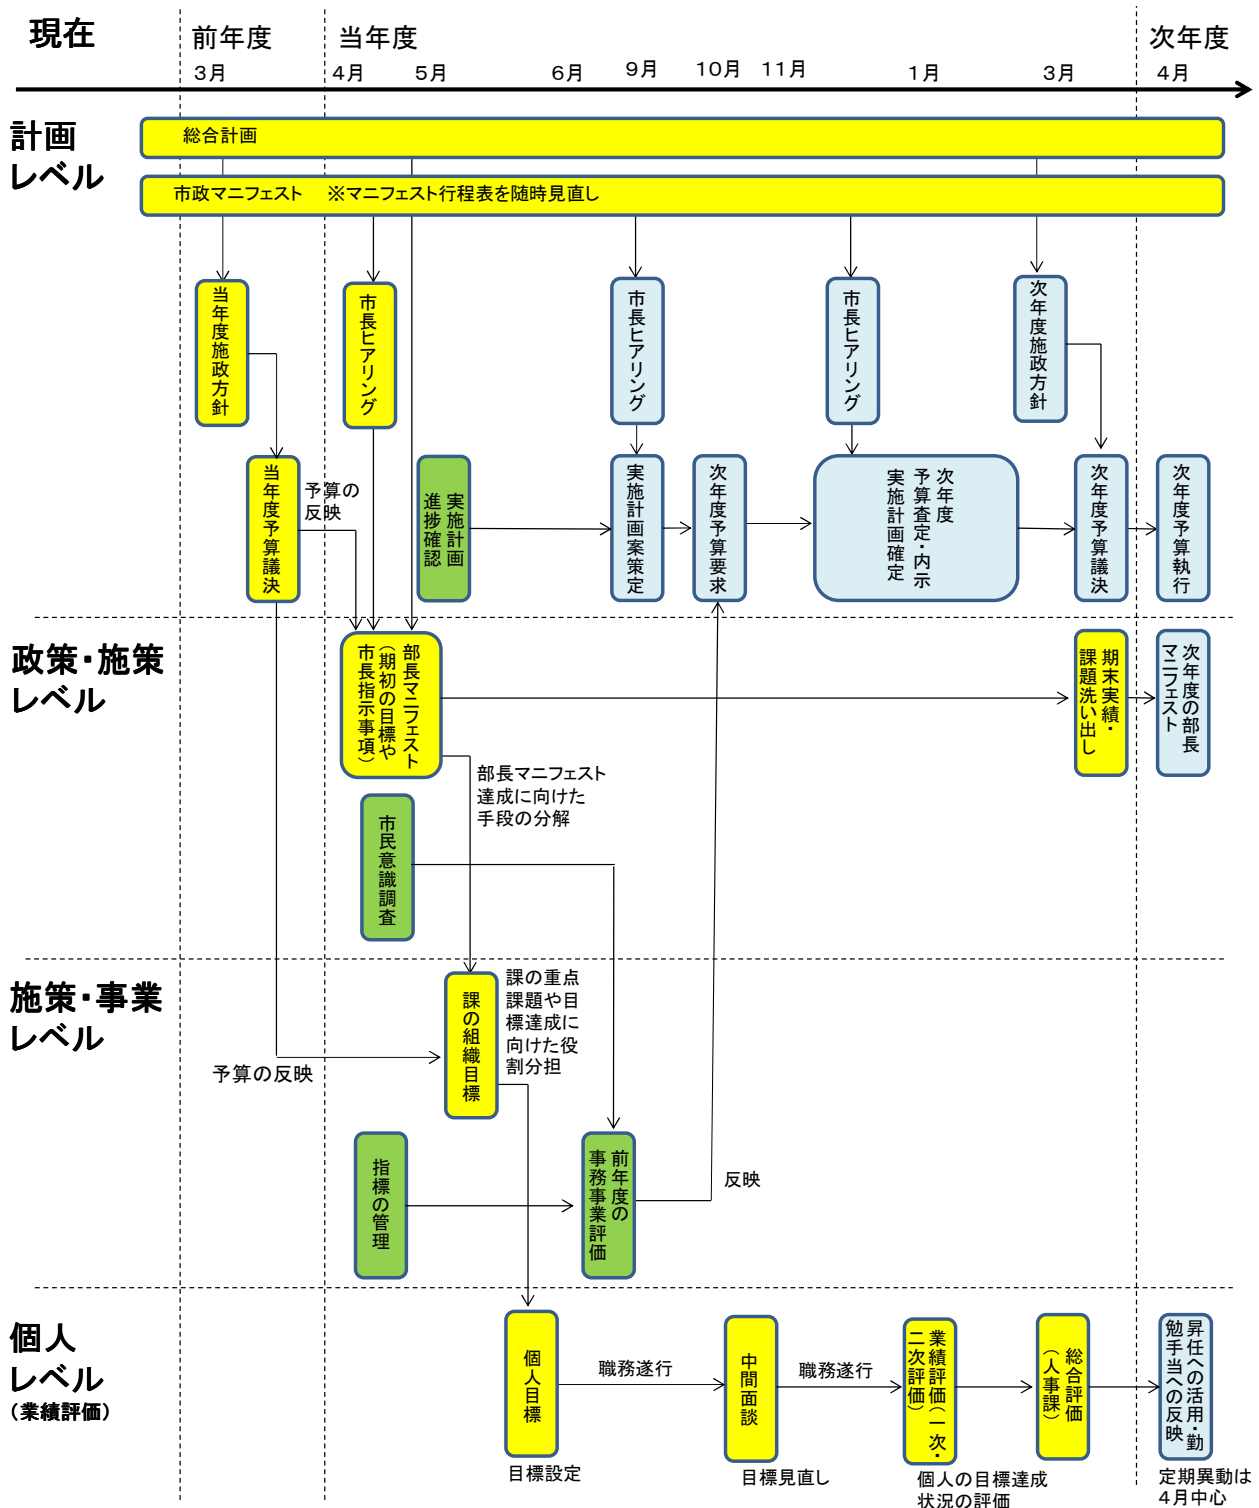 現在
前年度
当年度
次年度
3月
4月
5月
6月
9月
10月
11月
1月
3月
4月
計画
レベル
総合計画
市政マニフェスト　※マニフェスト行程表を随時見直し
当年度施政方針
市長ヒアリング
市長ヒアリング
市長ヒアリング
次年度施政方針
当年度予算議決
予算の
反映
実施計画
進捗確認
実施計画案策定
次年度予算要求
次年度
予算査定・内示
実施計画確定
次年度予算議決
次年度予算執行
政策・施策
レベル
部長マニフェスト
（期初の目標や
市長指示事項）
期末実績・
課題洗い出し
次年度の部長
マニフェスト
部長マニフェスト
達成に向けた
手段の分解
市民意識調査
施策・事業
レベル
課の組織目標
課の重点
課題や目
標達成に
向けた役
割分担
予算の反映
指標の管理
前年度の
事務事業評価
反映
個人
レベル
（業績評価）
個人目標
職務遂行
中間面談
職務遂行
業績評価（一次・
二次評価）
総合評価
（人事課）
昇任への活用・勤
勉手当への反映
目標設定
目標見直し
個人の目標達成
状況の評価
定期異動は
4月中心